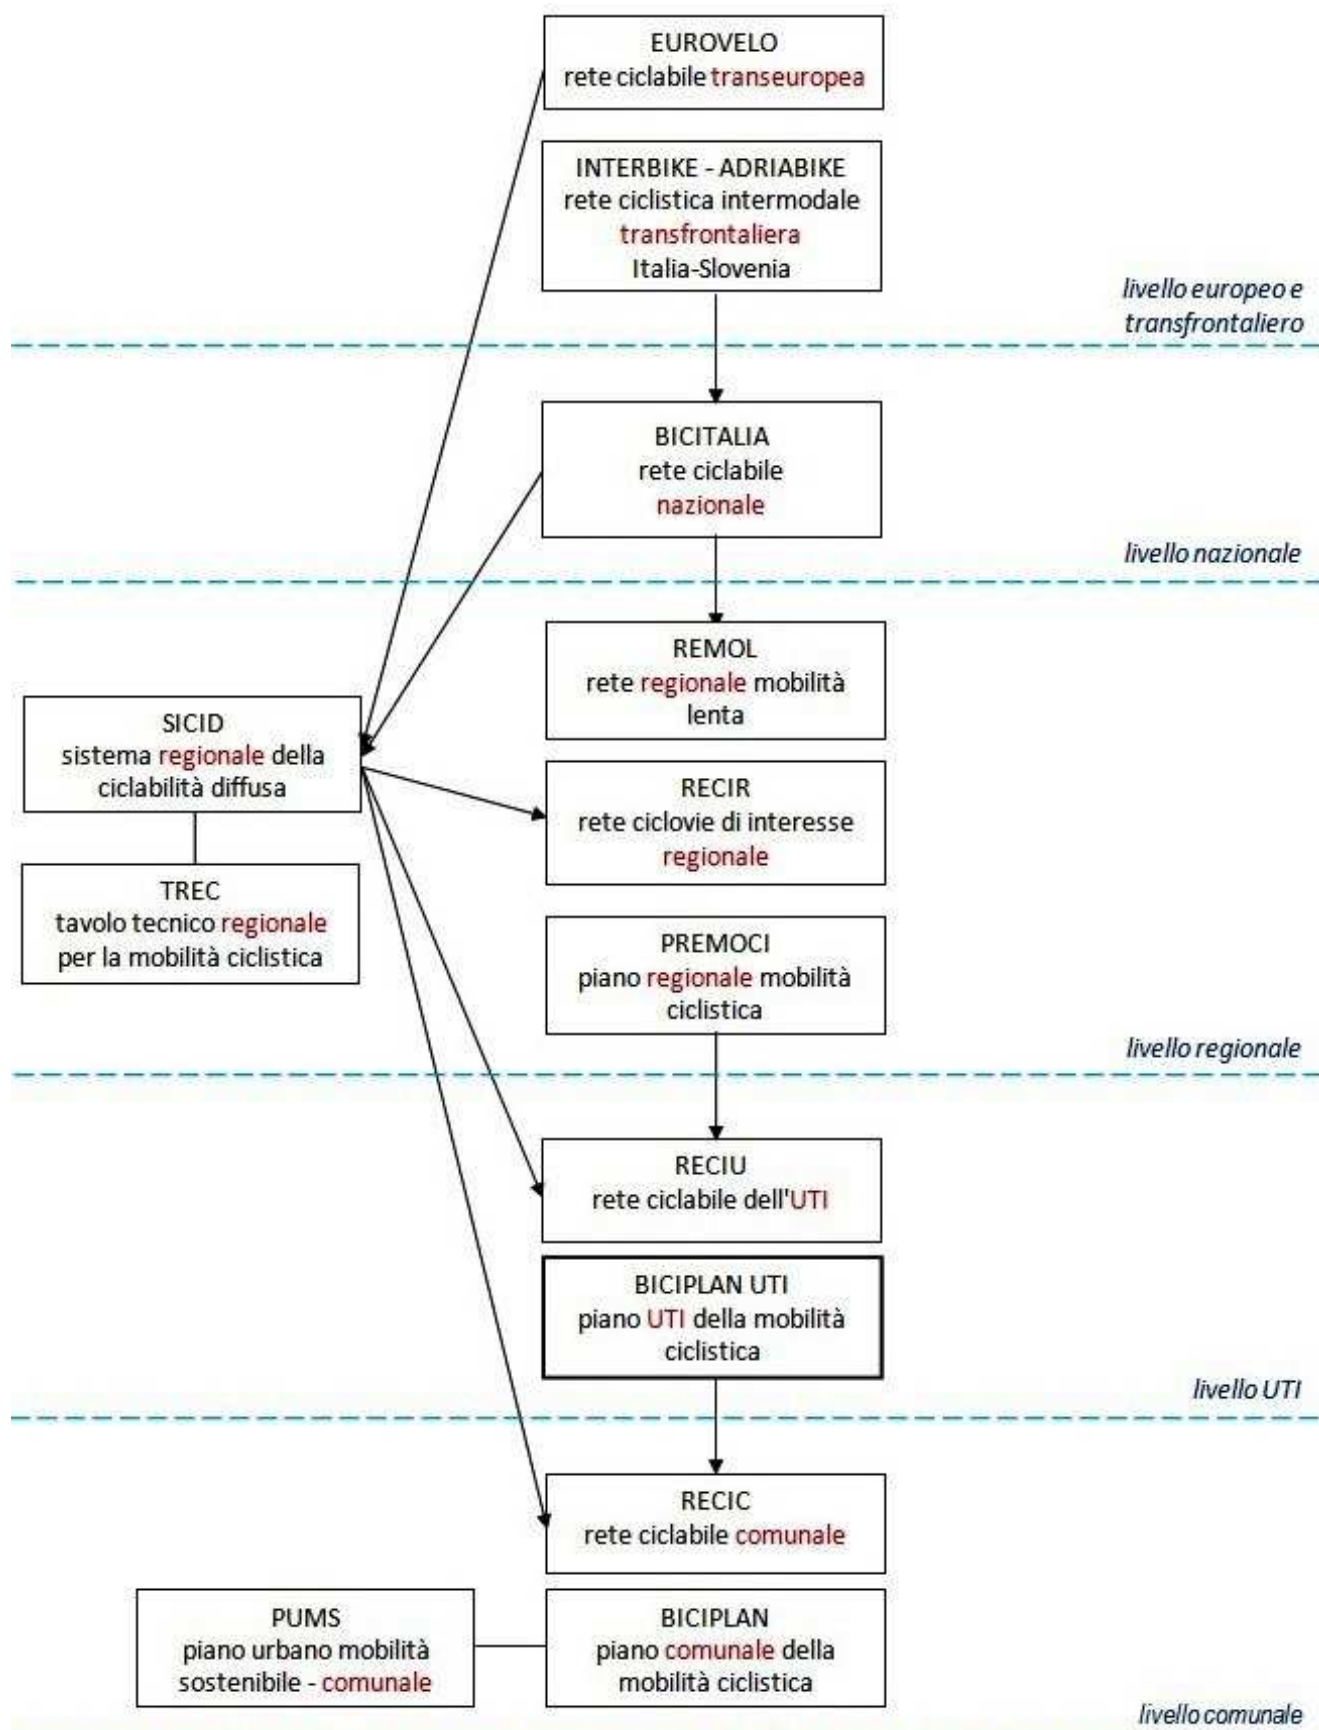 EUROVELO
rete ciclabile transeuropea
INTERBIKE - ADRIABIKE
rete ciclistica intermodale
transfrontaliera
Italia-Slovenia
livello europeo e
transfrontaliero
BICITALIA
rete ciclabile
nazionale
livello nazionale
REMOL
rete regionale mobilità
lenta
SICID
sistema regionale della
ciclabilità diffusa
RECIR
rete ciclovie di interesse
regionale
TREC
tavolo tecnico regionale
per la mobilità ciclistica
PREMOCI
piano regionale mobilità
ciclistica
livello regionale
RECIU
rete ciclabile dell'UTI
BICIPLAN UTI
piano UTI della mobilità
ciclistica
livello UTI
RECIC
rete ciclabile comunale
PUMS
piano urbano mobilità
sostenibile - comunale
BICIPLAN
piano comunale della
mobilità ciclistica
livello comunale